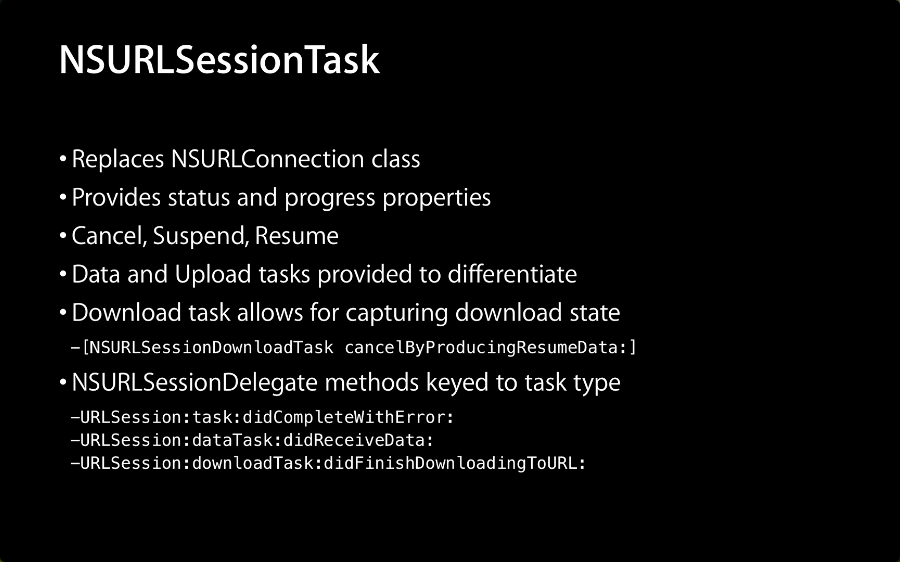 NSURLSessionTask
• Replaces NSURLConnection class
• Provides status and progress properties
• Cancel, Suspend, Resume
• Data and Upload tasks provided to differentiate
• Download task allows for capturing download state
–[NSURLSessionDownloadTask cancelByProducingResumeData:]
• NSURLSessionDelegate methods keyed to task type
–URLSession:task:didCompleteWithError:
–URLSession:dataTask:didReceiveData:
–URLSession:downloadTask:didFinishDownloadingToURL: